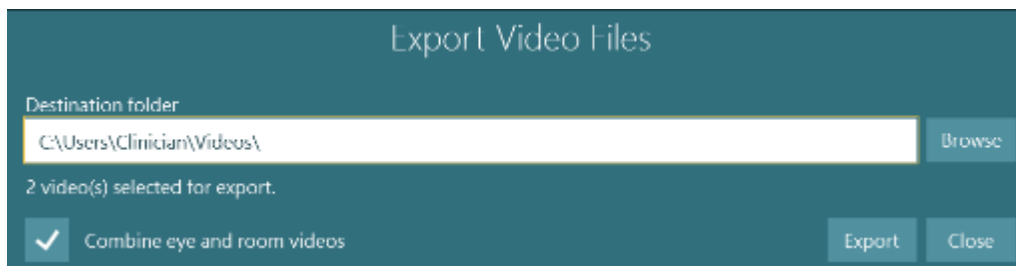 Export Video Files
Destination folder
C:\Users\Clinician\Videos\
Browse
2 video(s) selected for export.
Combine eye and room videos
Export
Close